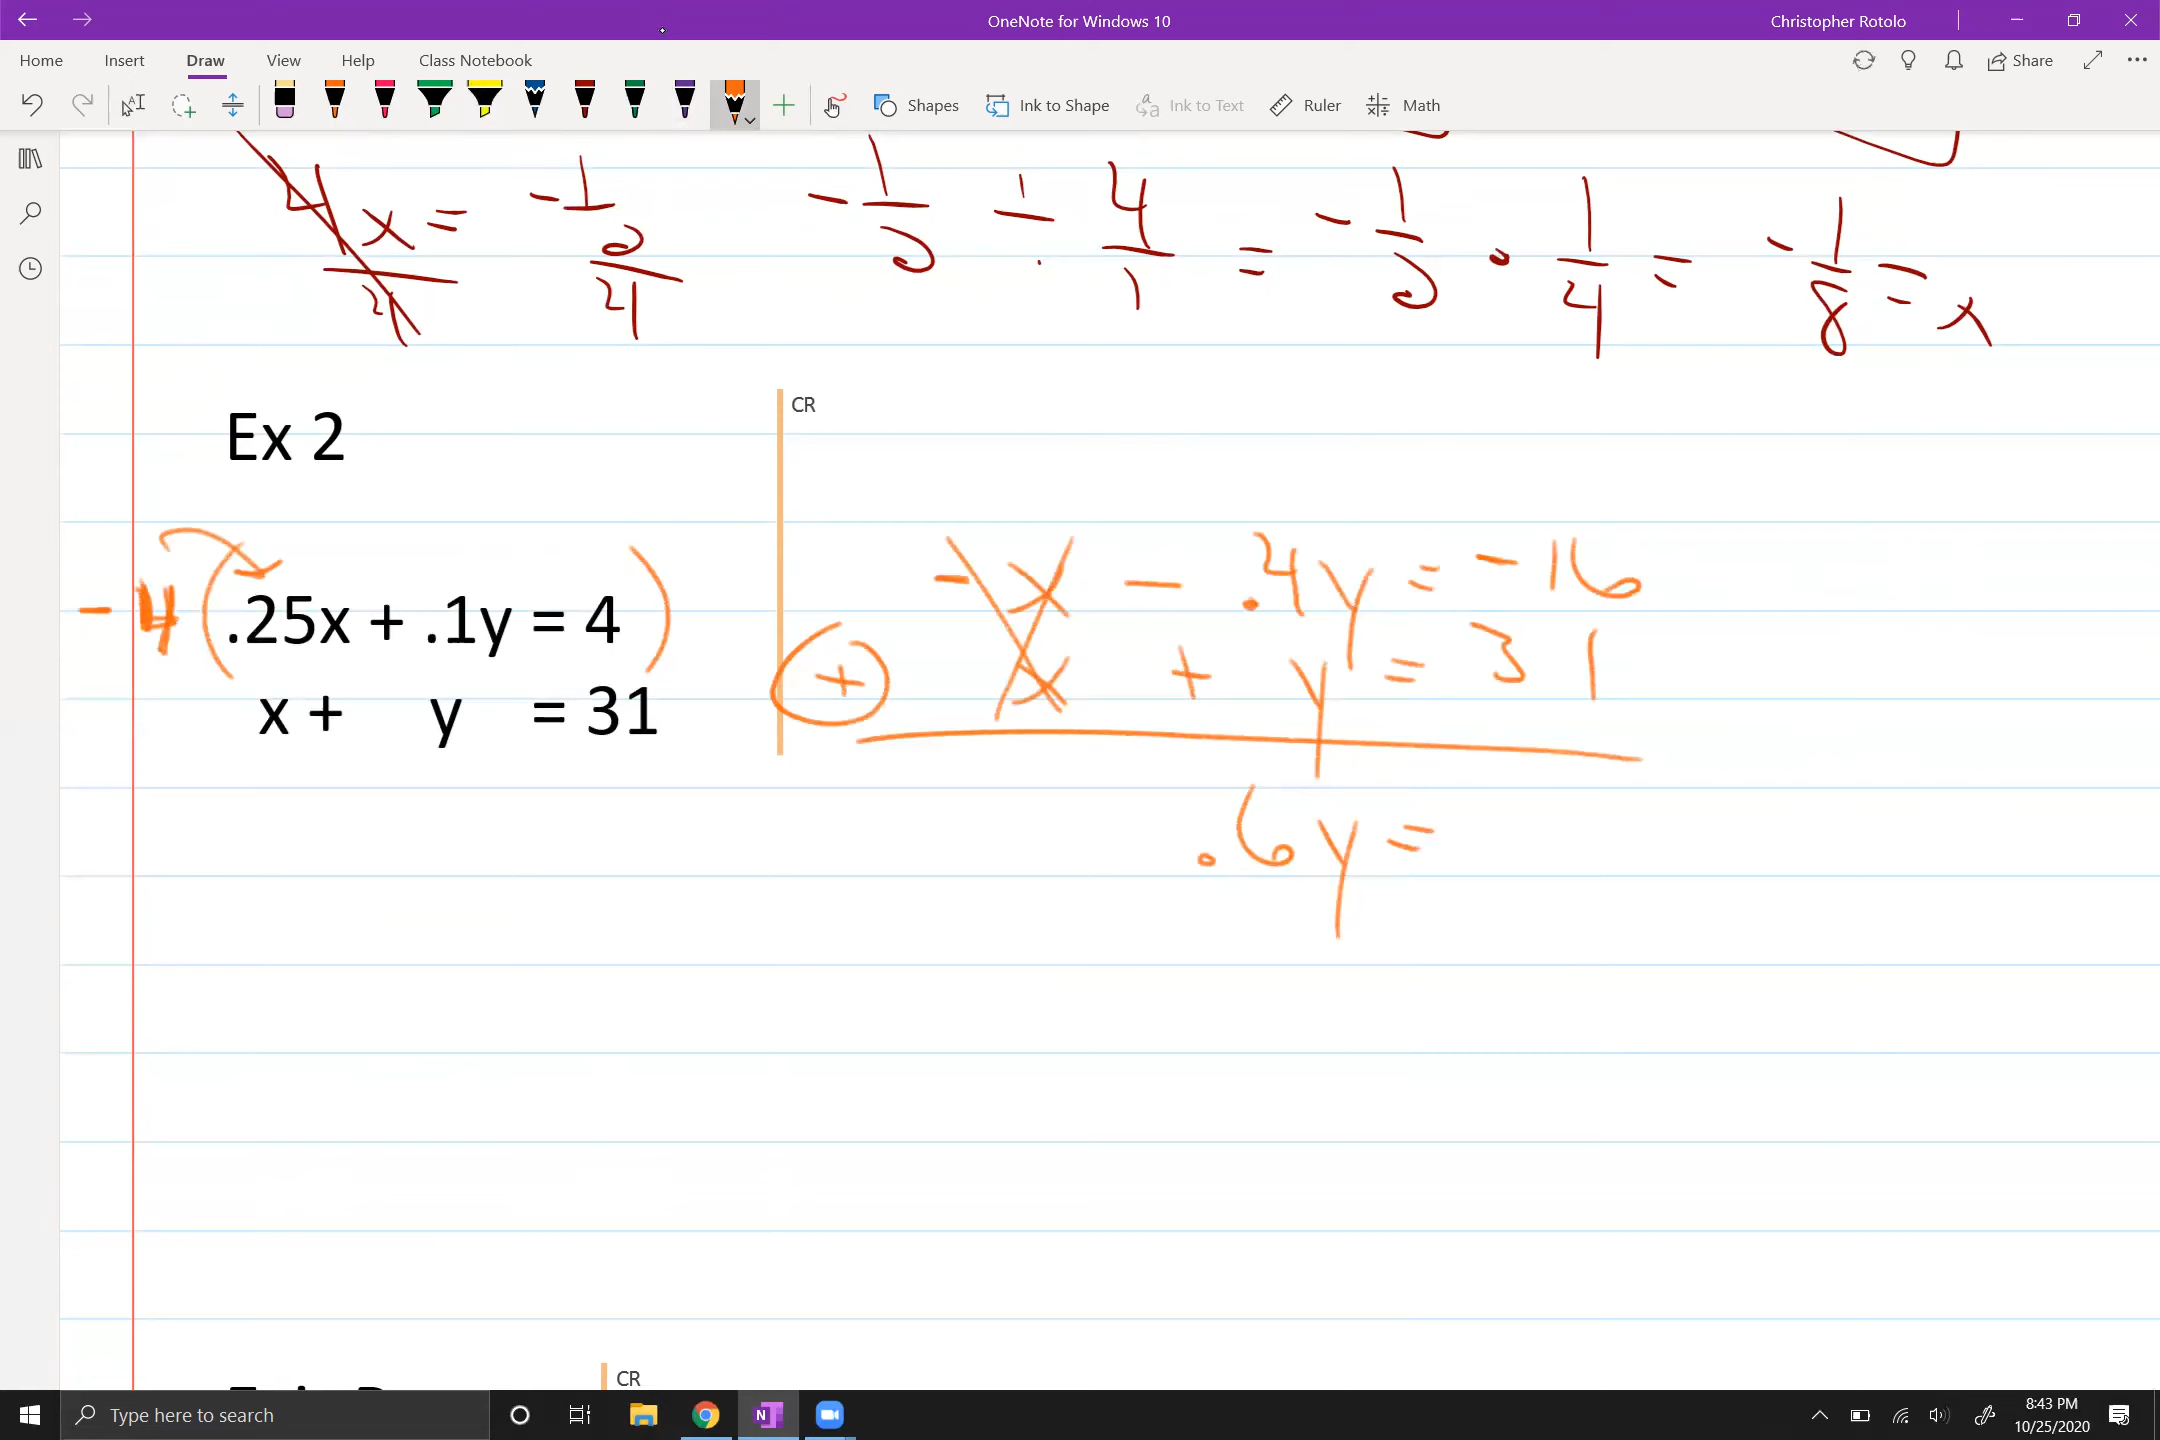 OneNote for Windows 10
Christopher Rotolo
Home Insert Draw View Help Class Notebook
Share
Shapes Ink to Shape Ink to Text Ruler Math
4x = -1/2 -1/2 ÷ 4/1 = -1/2 • 1/4 = -1/8 = x
4 4
CR
Ex 2
-4(.25x + .1y = 4)
x + y = 31
-x - .4y = -16
+ x + y = 31
.6y =
CR
Type here to search
8:43 PM
10/25/2020